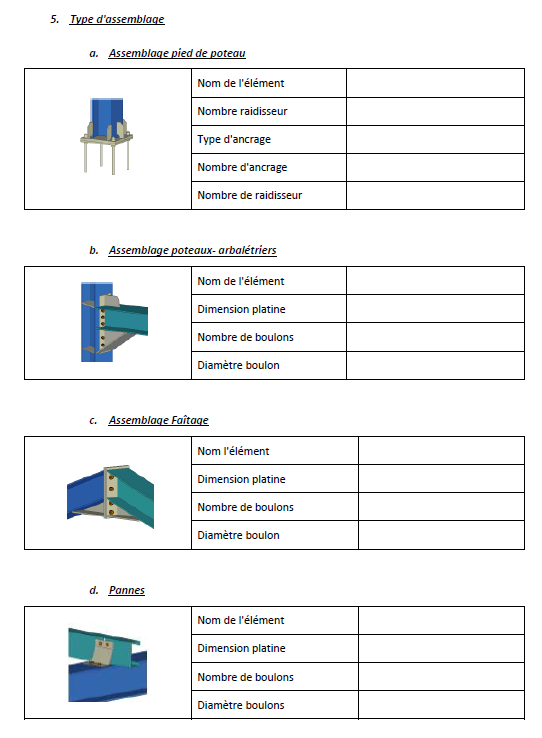 5. Type d'assemblage
a. Assemblage pied de poteau
Nom de l'élément
Nombre raidisseur
Type d'ancrage
Nombre d'ancrage
Nombre de raidisseur
b. Assemblage poteaux- arbalétriers
Nom de l'élément
Dimension platine
Nombre de boulons
Diamètre boulon
c. Assemblage Faîtage
Nom l'élément
Dimension platine
Nombre de boulons
Diamètre boulon
d. Pannes
Nom de l'élément
Dimension platine
Nombre de boulons
Diamètre boulons